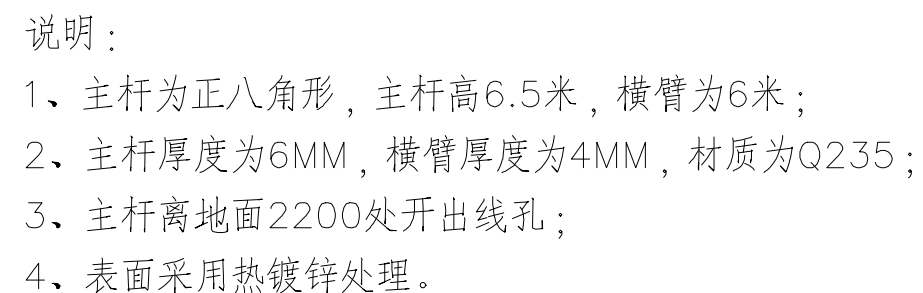 说明：
1、主杆为正八角形，主杆高6.5米，横臂为6米；
2、主杆厚度为6MM，横臂厚度为4MM，材质为Q235；
3、主杆离地面2200处开出线孔；
4、表面采用热镀锌处理。